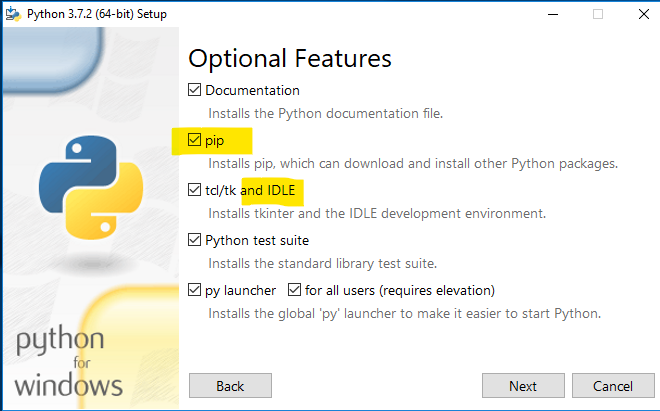 Python 3.7.2 (64-bit) Setup
Optional Features
Documentation
Installs the Python documentation file.
pip
Installs pip, which can download and install other Python packages.
tcl/tk and IDLE
Installs tkinter and the IDLE development environment.
Python test suite
Installs the standard library test suite.
py launcher for all users (requires elevation)
Installs the global 'py' launcher to make it easier to start Python.
python
for
windows
Back Next Cancel